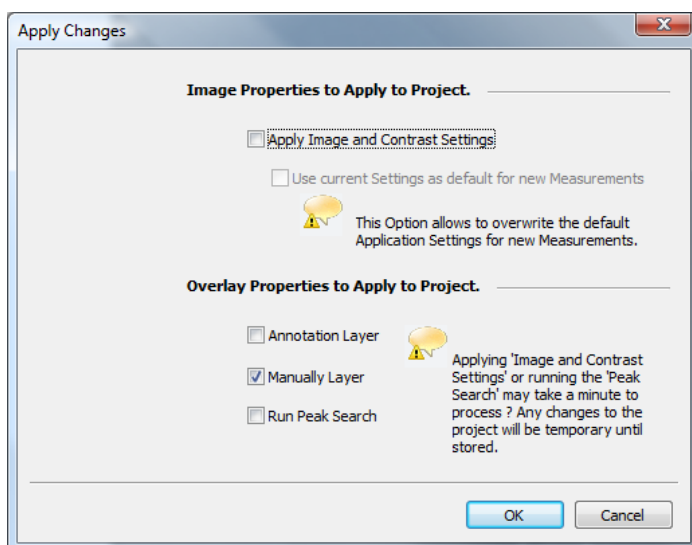 Apply Changes
Image Properties to Apply to Project.
Apply Image and Contrast Settings
Use current Settings as default for new Measurements
This Option allows to overwrite the default
Application Settings for new Measurements.
Overlay Properties to Apply to Project.
Annotation Layer
Manually Layer
Run Peak Search
Applying 'Image and Contrast
Settings' or running the 'Peak
Search' may take a minute to
process ? Any changes to the
project will be temporary until
stored.
OK
Cancel